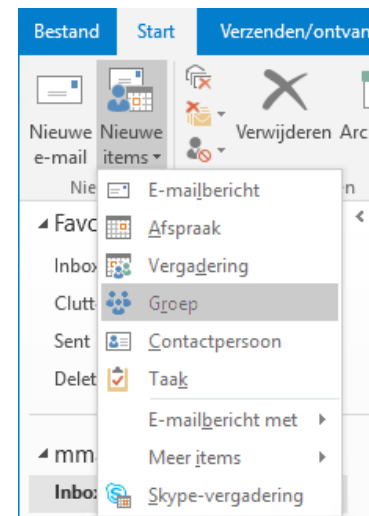 Bestand Start Verzenden/ontvan
Nieuwe Nieuwe Verwijderen Arc
e-mail items
Nie n
E-mailbericht
Favo
Afspraak
Inbox Vergadering
Clutt Groep
Sent Contactpersoon
Delet Taak
E-mailbericht met
mm Meer items
Inbo Skype-vergadering